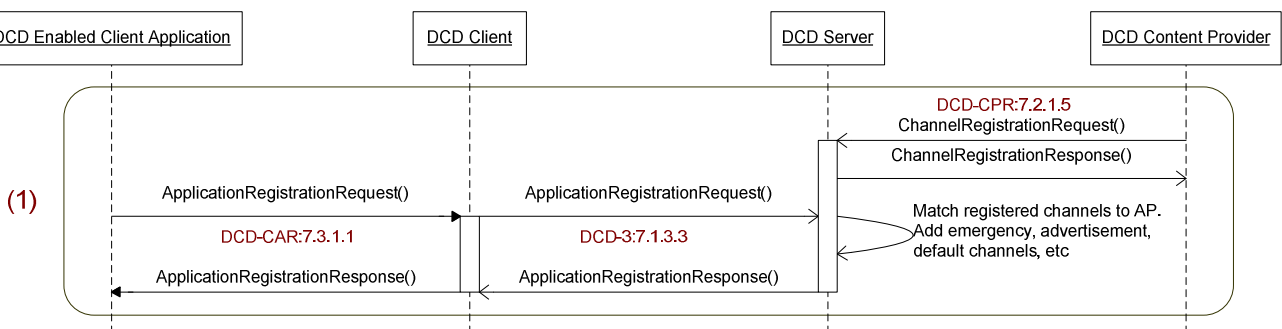 DCD Enabled Client Application
DCD Client
DCD Server
DCD Content Provider
DCD-CPR:7.2.1.5
ChannelRegistrationRequest()
ChannelRegistrationResponse()
(1)
ApplicationRegistrationRequest()
ApplicationRegistrationRequest()
Match registered channels to AP.
Add emergency, advertisement,
default channels, etc
DCD-CAR:7.3.1.1
DCD-3:7.1.3.3
ApplicationRegistrationResponse()
ApplicationRegistrationResponse()